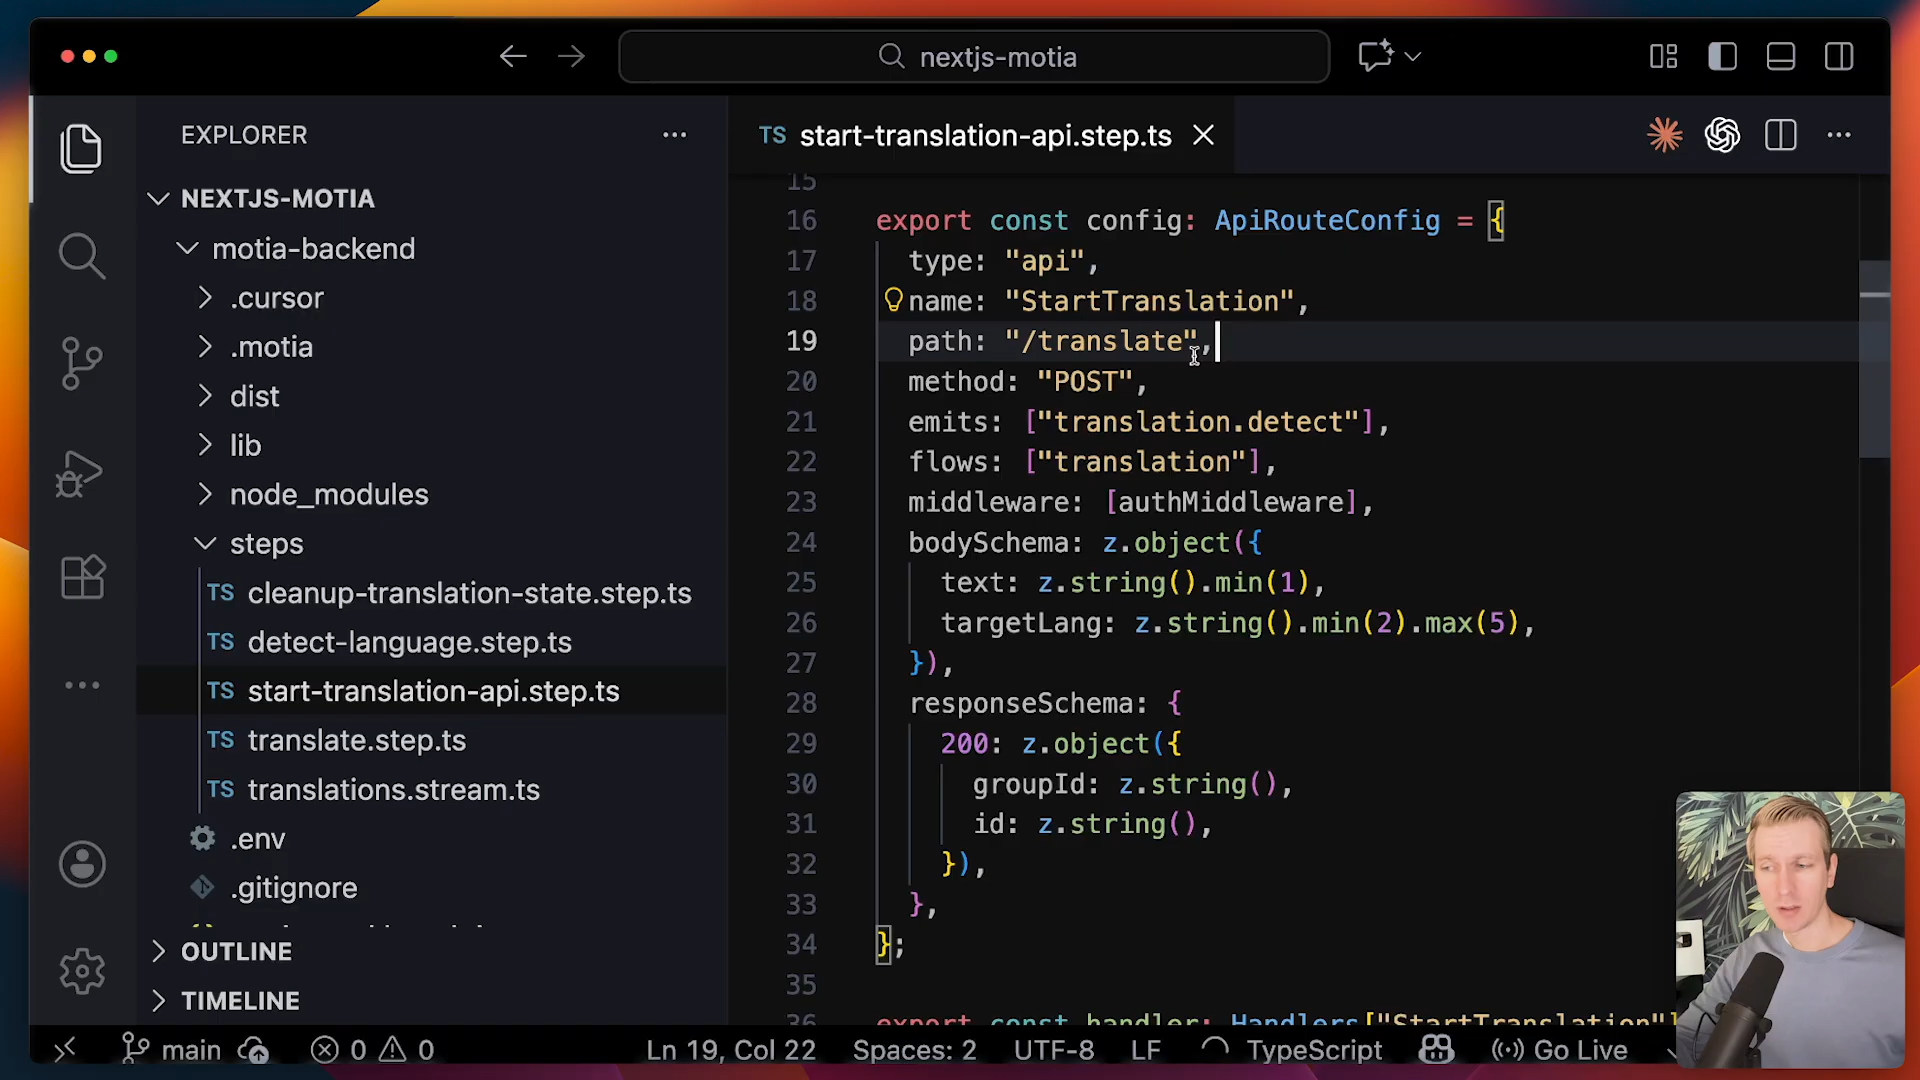 nextjs-motia
EXPLORER
NEXTJS-MOTIA
motia-backend
.cursor
.motia
dist
lib
node_modules
steps
TS cleanup-translation-state.step.ts
TS detect-language.step.ts
TS start-translation-api.step.ts
TS translate.step.ts
TS translations.stream.ts
.env
.gitignore
OUTLINE
TIMELINE
TS start-translation-api.step.ts
15
16 export const config: ApiRouteConfig = {
17 type: "api",
18 name: "StartTranslation",
19 path: "/translate",
20 method: "POST",
21 emits: ["translation.detect"],
22 flows: ["translation"],
23 middleware: [authMiddleware],
24 bodySchema: z.object({
25 text: z.string().min(1),
26 targetLang: z.string().min(2).max(5),
27 }),
28 responseSchema: {
29 200: z.object({
30 groupId: z.string(),
31 id: z.string(),
32 }),
33 },
34 };
35
36 export const handler: Handlers["StartTranslation"]
main 0 0 Ln 19, Col 22 Spaces: 2 UTF-8 LF TypeScript Go Live